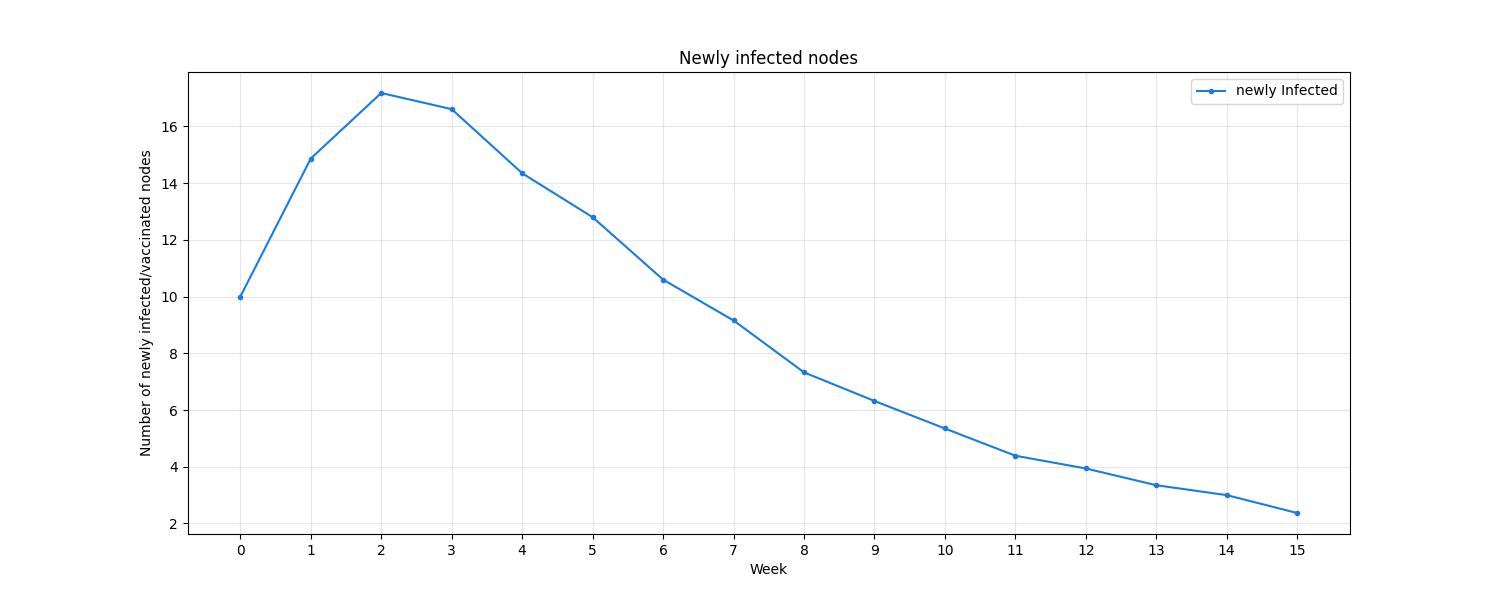 Newly infected nodes
newly Infected
Number of newly infected/vaccinated nodes
16
14
12
10
8
6
4
2
0 1 2 3 4 5 6 7 8 9 10 11 12 13 14 15
Week